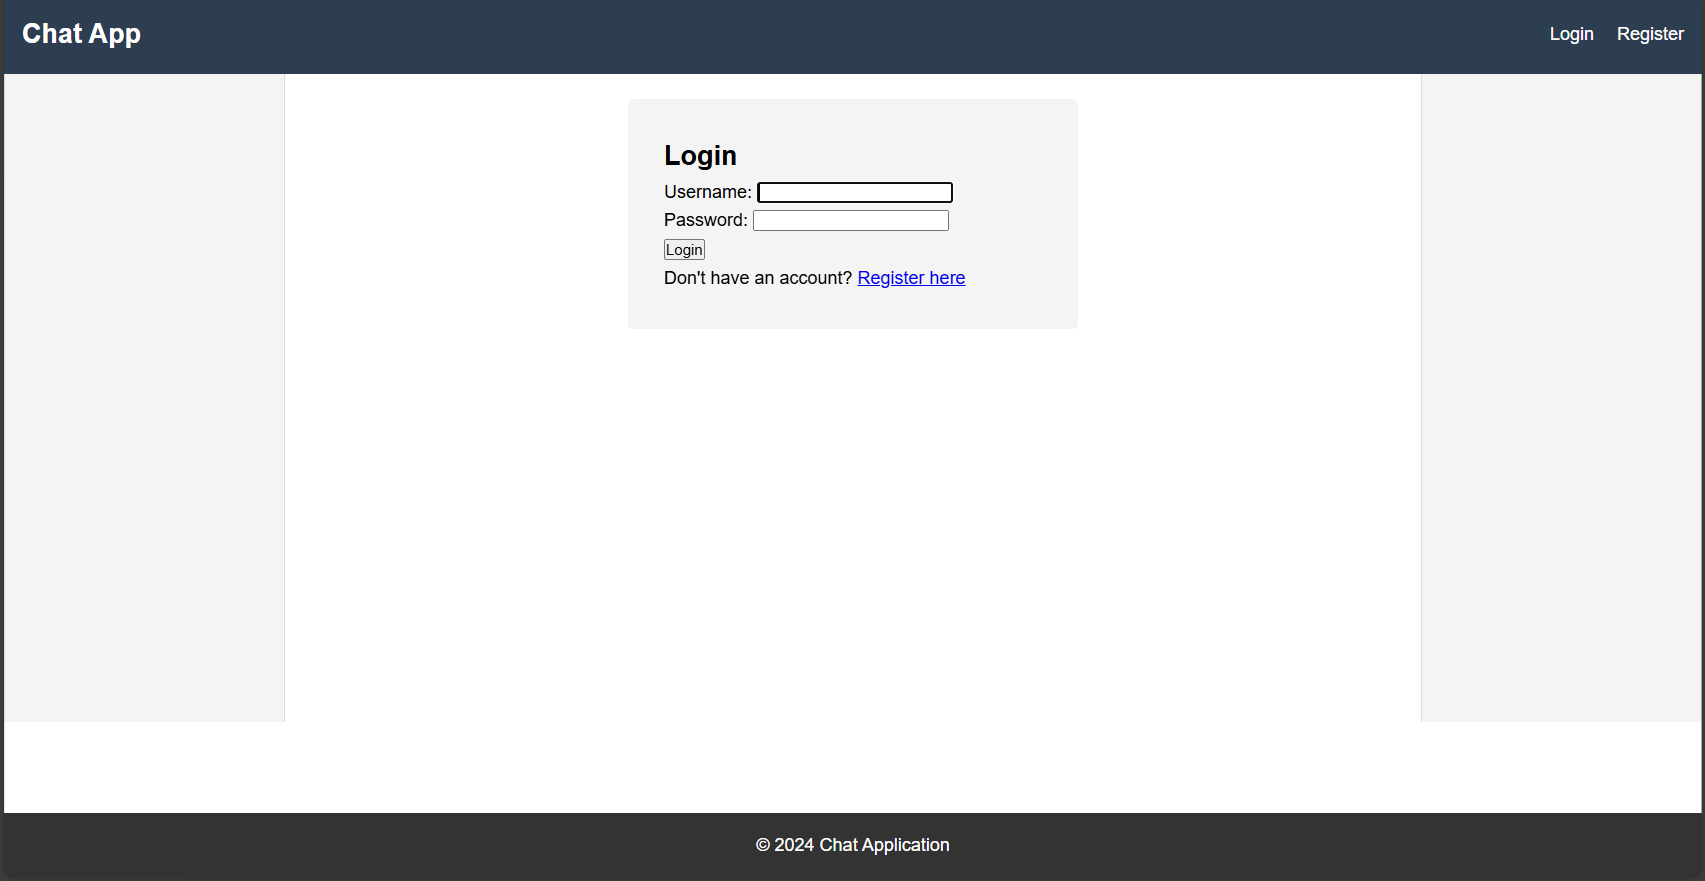 Chat App
Login Register
Login
Username:
Password:
Login
Don't have an account? Register here
© 2024 Chat Application